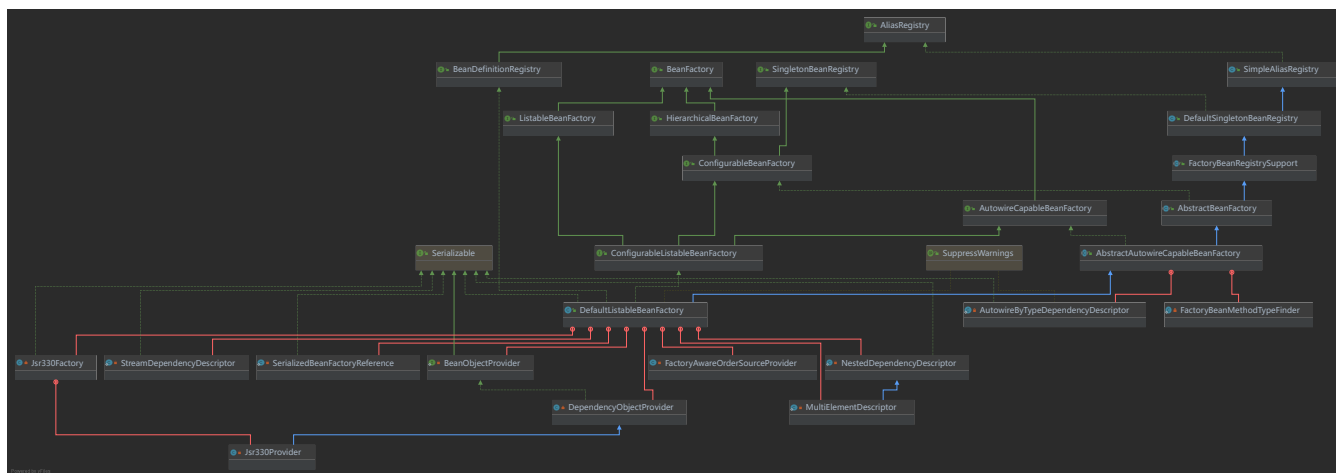 AliasRegistry
BeanDefinitionRegistry
BeanFactory
SingletonBeanRegistry
SimpleAliasRegistry
ListableBeanFactory
HierarchicalBeanFactory
DefaultSingletonBeanRegistry
ConfigurableBeanFactory
FactoryBeanRegistrySupport
AutowireCapableBeanFactory
AbstractBeanFactory
Serializable
ConfigurableListableBeanFactory
SuppressWarnings
AbstractAutowireCapableBeanFactory
DefaultListableBeanFactory
AutowireByTypeDependencyDescriptor
FactoryBeanMethodTypeFinder
Jsr330Factory
StreamDependencyDescriptor
SerializedBeanFactoryReference
BeanObjectProvider
FactoryAwareOrderSourceProvider
NestedDependencyDescriptor
DependencyObjectProvider
MultiElementDescriptor
Jsr330Provider